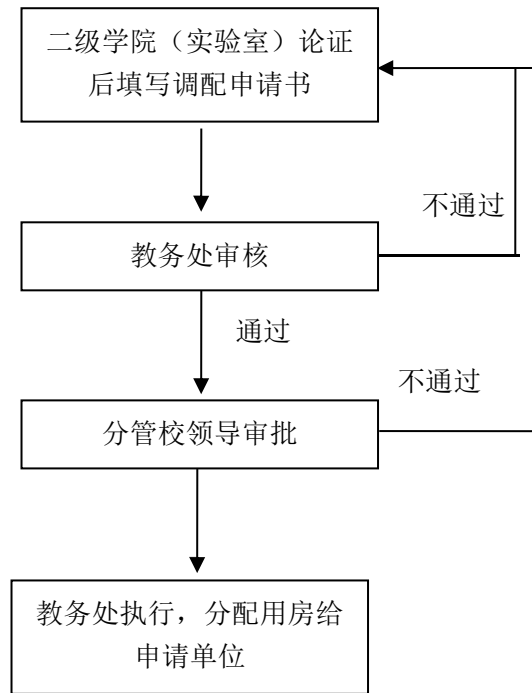 二级学院（实验室）论证
后填写调配申请书
不通过
教务处审核
通过
不通过
分管校领导审批
教务处执行，分配用房给
申请单位